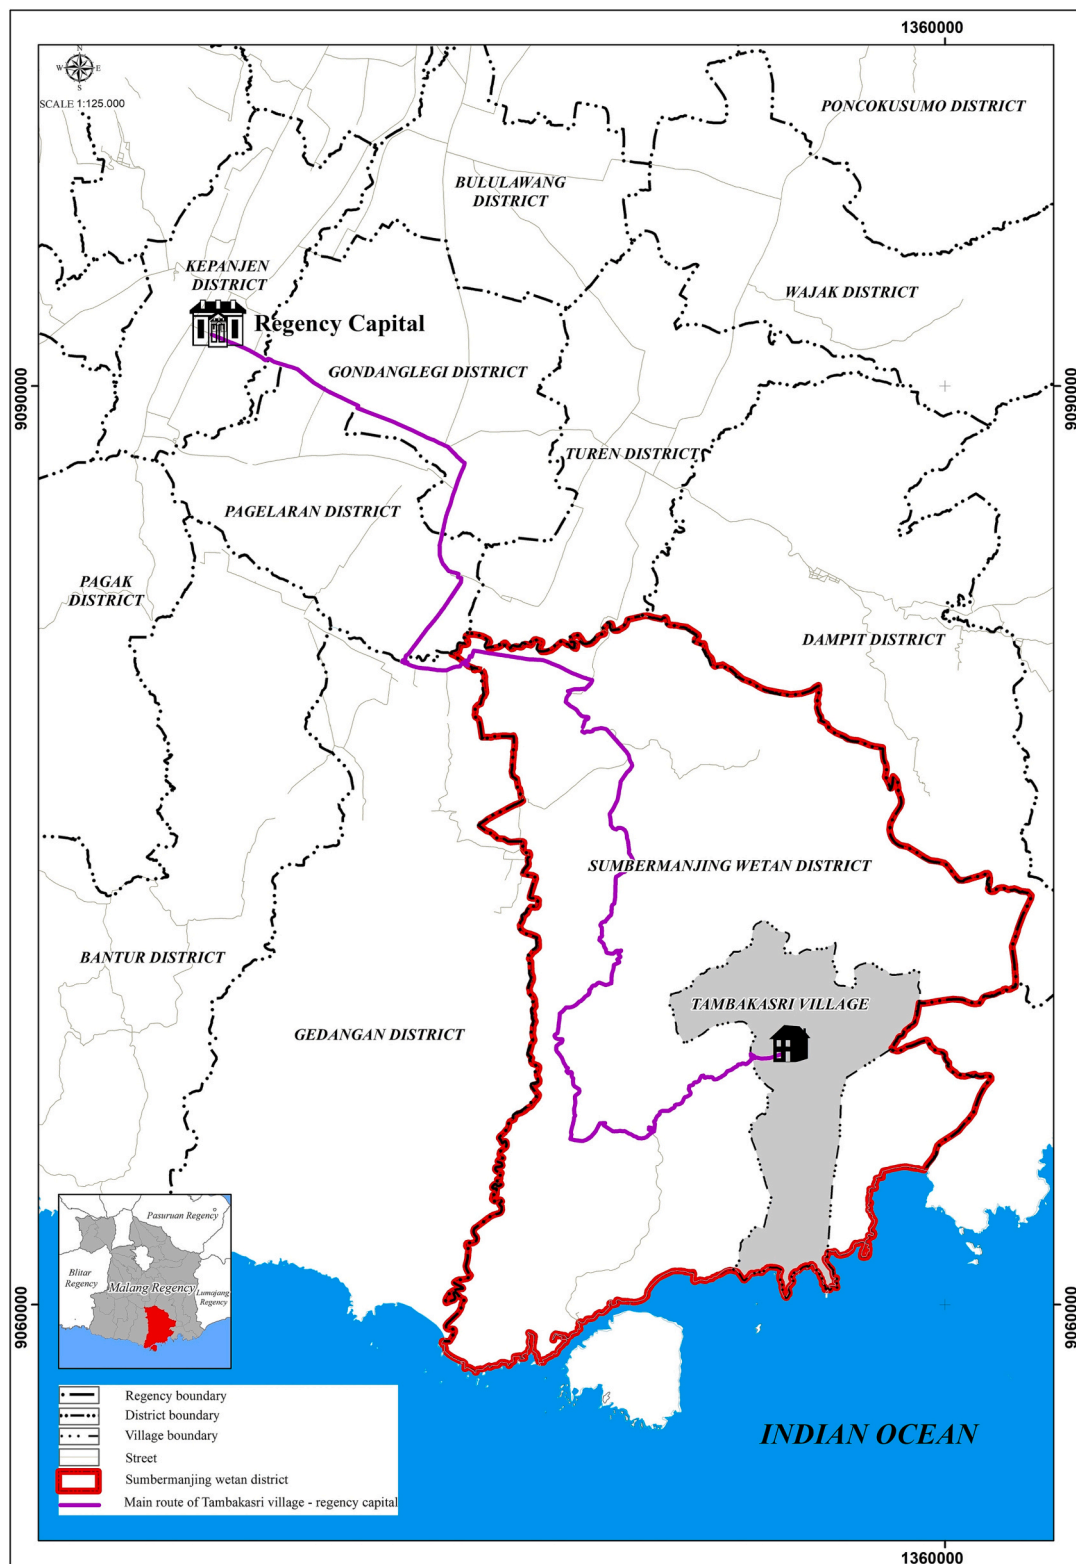 1360000
N
W
E
S
SCALE 1:125.000
PONCOKUSUMO DISTRICT
BULULAWANG
DISTRICT
KEPANJEN
DISTRICT
WAJAK DISTRICT
Regency Capital
GONDANGLEGI DISTRICT
9090000
9090000
TUREN DISTRICT
PAGELARAN DISTRICT
PAGAK
DISTRICT
DAMPIT DISTRICT
SUMBERMANJING WETAN DISTRICT
BANTUR DISTRICT
TAMBAKASRI VILLAGE
GEDANGAN DISTRICT
Pasuruan Regency
Blitar
Regency
Malang Regency
Lumajang
Regency
9060000
9060000
Regency boundary
District boundary
Village boundary
Street
Sumbermanjing wetan district
Main route of Tambakasri village - regency capital
INDIAN OCEAN
1360000